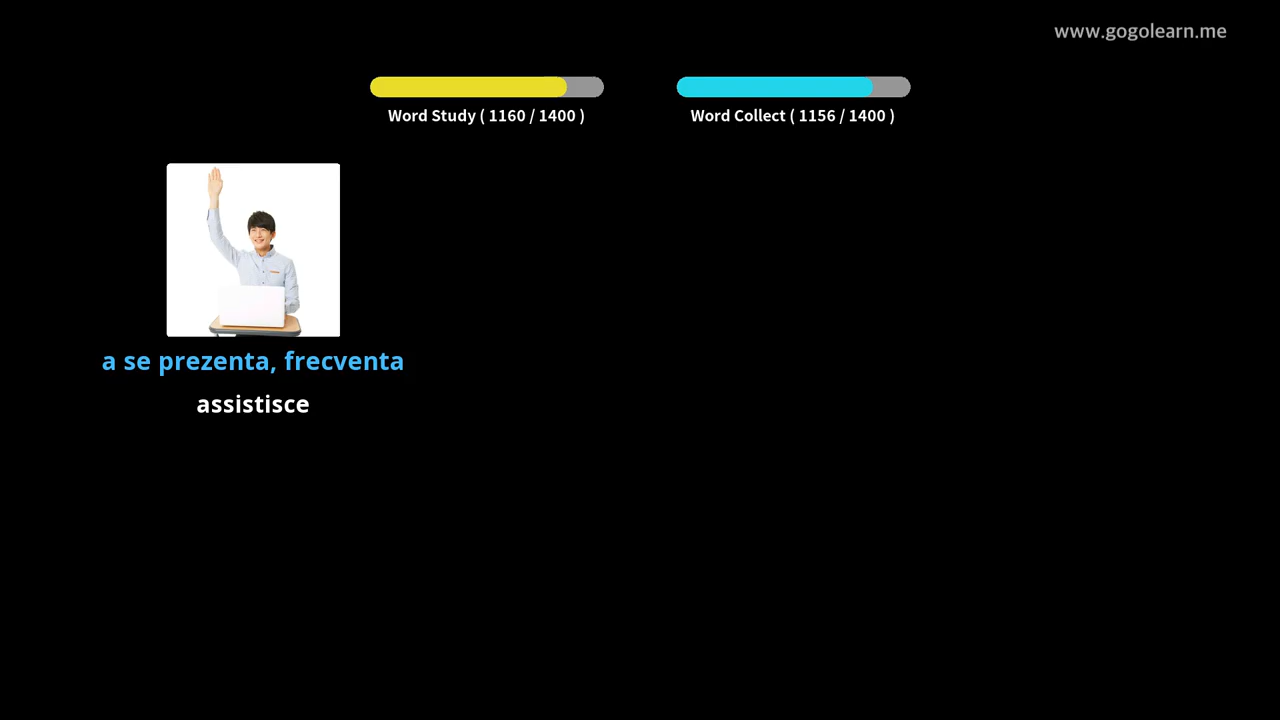 www.gogolearn.me
Word Study ( 1160 / 1400 )
Word Collect ( 1156 / 1400 )
a se prezenta, frecventa
assistisce